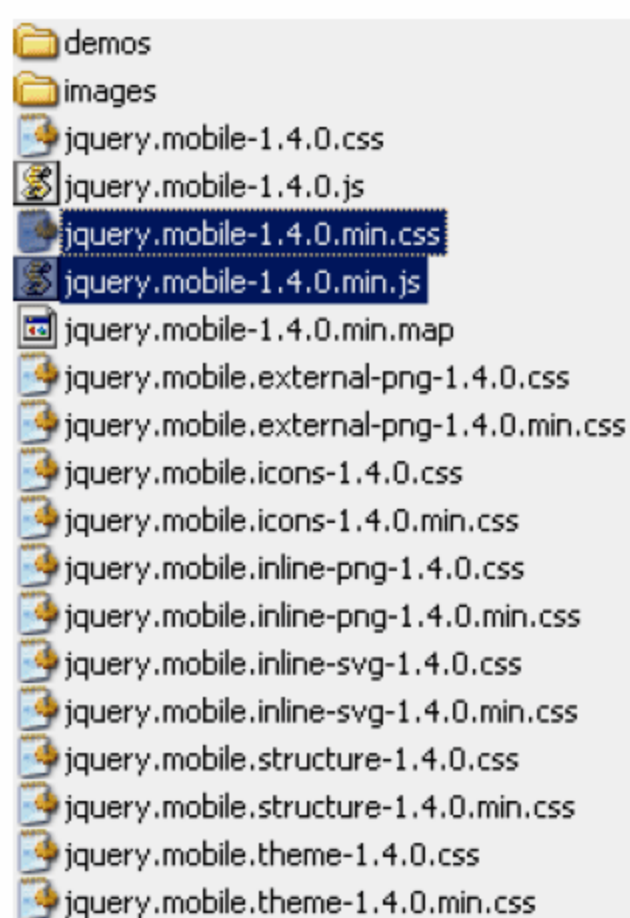 demos
images
jquery.mobile-1.4.0.css
jquery.mobile-1.4.0.js
jquery.mobile-1.4.0.min.css
jquery.mobile-1.4.0.min.js
jquery.mobile-1.4.0.min.map
jquery.mobile.external-png-1.4.0.css
jquery.mobile.external-png-1.4.0.min.css
jquery.mobile.icons-1.4.0.css
jquery.mobile.icons-1.4.0.min.css
jquery.mobile.inline-png-1.4.0.css
jquery.mobile.inline-png-1.4.0.min.css
jquery.mobile.inline-svg-1.4.0.css
jquery.mobile.inline-svg-1.4.0.min.css
jquery.mobile.structure-1.4.0.css
jquery.mobile.structure-1.4.0.min.css
jquery.mobile.theme-1.4.0.css
jquery.mobile.theme-1.4.0.min.css